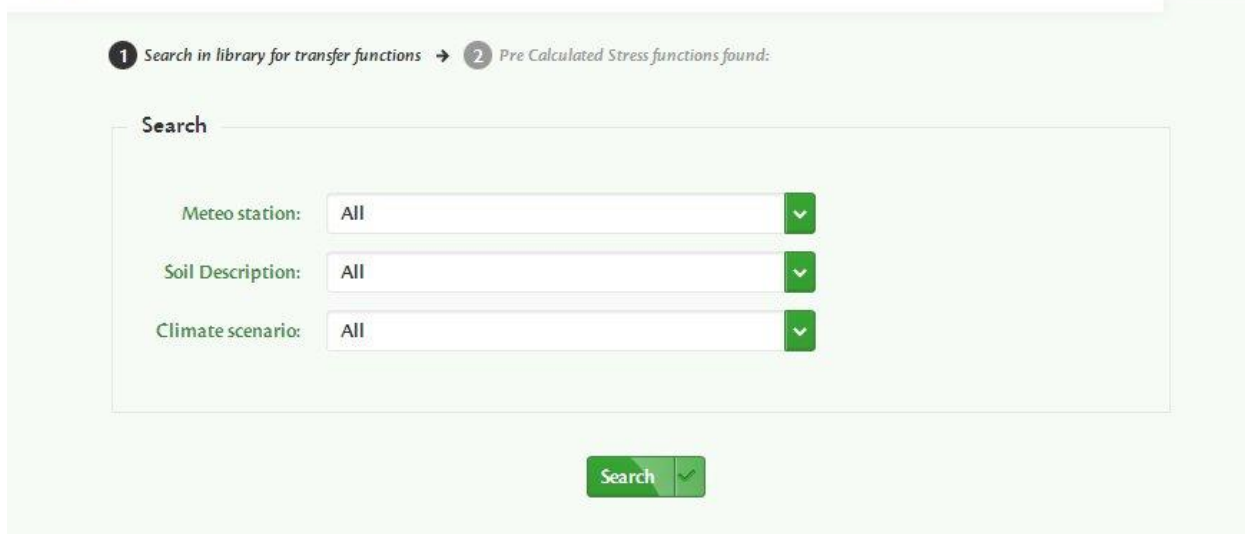 1 Search in library for transfer functions → 2 Pre Calculated Stress functions found:
Search
Meteo station: All
Soil Description: All
Climate scenario: All
Search